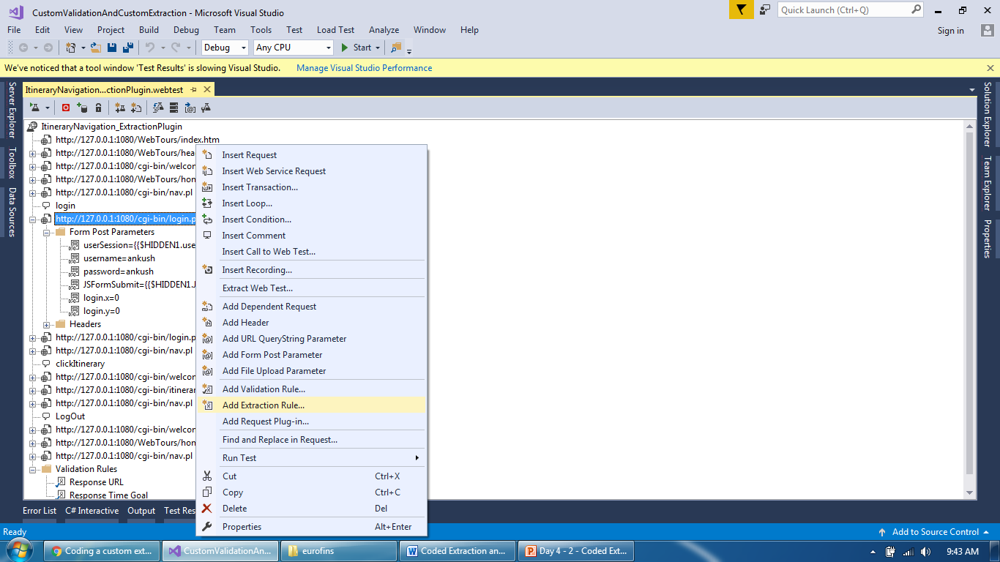 CustomValidationAndCustomExtraction - Microsoft Visual Studio
Quick Launch (Ctrl+Q)
File Edit View Project Build Debug Team Tools Test Load Test Analyze Window Help
Sign in
Debug Any CPU Start
We've noticed that a tool window 'Test Results' is slowing Visual Studio. Manage Visual Studio Performance
Server Explorer
Toolbox
Data Sources
ItineraryNavigation...ctionPlugin.webtest
ItineraryNavigation_ExtractionPlugin
http://127.0.0.1:1080/WebTours/index.htm
http://127.0.0.1:1080/WebTours/hea
http://127.0.0.1:1080/cgi-bin/welcon
http://127.0.0.1:1080/WebTours/hon
http://127.0.0.1:1080/cgi-bin/nav.pl
login
http://127.0.0.1:1080/cgi-bin/login.p
Form Post Parameters
userSession={{$HIDDEN1.use
username=ankush
password=ankush
JSFormSubmit={{$HIDDEN1.J
login.x=0
login.y=0
Headers
http://127.0.0.1:1080/cgi-bin/login.p
http://127.0.0.1:1080/cgi-bin/nav.pl
clickItinerary
http://127.0.0.1:1080/cgi-bin/welcon
http://127.0.0.1:1080/cgi-bin/itinerar
http://127.0.0.1:1080/cgi-bin/nav.pl
LogOut
http://127.0.0.1:1080/cgi-bin/welcon
http://127.0.0.1:1080/WebTours/hon
http://127.0.0.1:1080/cgi-bin/nav.pl
Validation Rules
Response URL
Response Time Goal
Insert Request
Insert Web Service Request
Insert Transaction...
Insert Loop...
Insert Condition...
Insert Comment
Insert Call to Web Test...
Insert Recording...
Extract Web Test...
Add Dependent Request
Add Header
Add URL QueryString Parameter
Add Form Post Parameter
Add File Upload Parameter
Add Validation Rule...
Add Extraction Rule...
Add Request Plug-in...
Find and Replace in Request...
Run Test
Cut Ctrl+X
Copy Ctrl+C
Delete Del
Properties Alt+Enter
Solution Explorer
Team Explorer
Properties
Error List C# Interactive Output Test Res
Ready
Add to Source Control
Coding a custom ext... CustomValidationAn... eurofins Coded Extraction an... Day 4 - 2 - Coded Ext...
9:43 AM